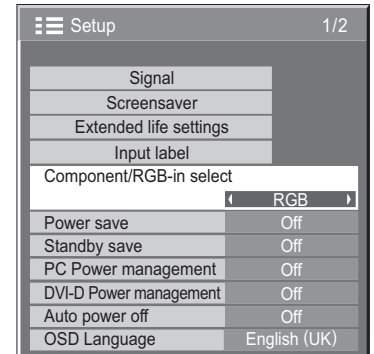 Setup 1/2
Signal
Screensaver
Extended life settings
Input label
Component/RGB-in select
RGB
Power save Off
Standby save Off
PC Power management Off
DVI-D Power management Off
Auto power off Off
OSD Language English (UK)